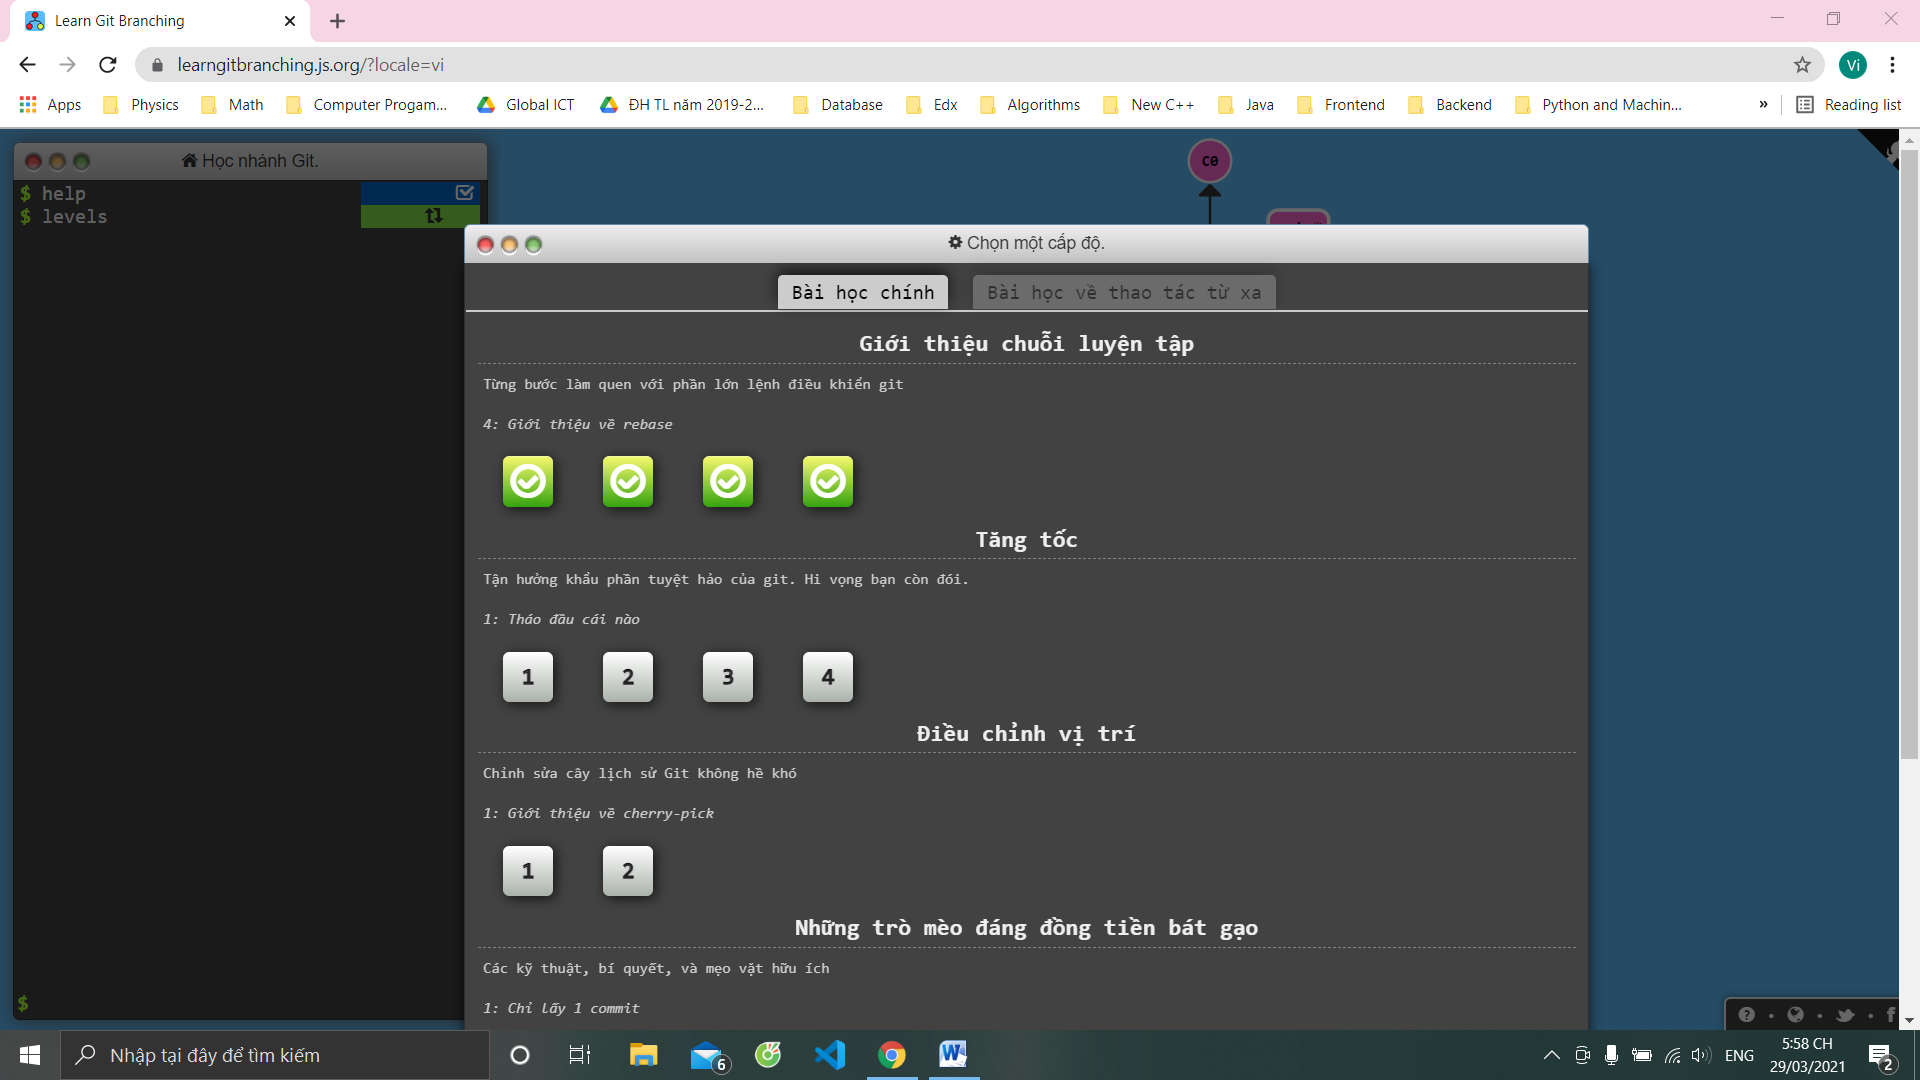 Learn Git Branching
learngitbranching.js.org/?locale=vi
Vi
Apps Physics Math Computer Progam... Global ICT ĐH TL năm 2019-2... Database Edx Algorithms New C++ Java Frontend Backend Python and Machin... » Reading list
Học nhánh Git.
$ help
$ levels
$
C0
Chọn một cấp độ.
Bài học chính Bài học về thao tác từ xa
Giới thiệu chuỗi luyện tập
Từng bước làm quen với phần lớn lệnh điều khiển git
4: Giới thiệu về rebase
Tăng tốc
Tận hưởng khẩu phần tuyệt hảo của git. Hi vọng bạn còn đói.
1: Tháo đầu cái nào
1 2 3 4
Điều chỉnh vị trí
Chỉnh sửa cây lịch sử Git không hề khó
1: Giới thiệu về cherry-pick
1 2
Những trò mèo đáng đồng tiền bát gạo
Các kỹ thuật, bí quyết, và mẹo vặt hữu ích
1: Chỉ lấy 1 commit
Nhập tại đây để tìm kiếm
6
ENG
5:58 CH
29/03/2021
2